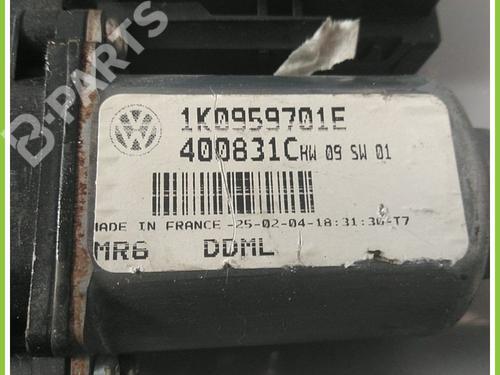 B-PARTS
1K0959701E
400831C HW 09 SW 01
MADE IN FRANCE -25-02-04-18:31:30-T7
MR6 DDML